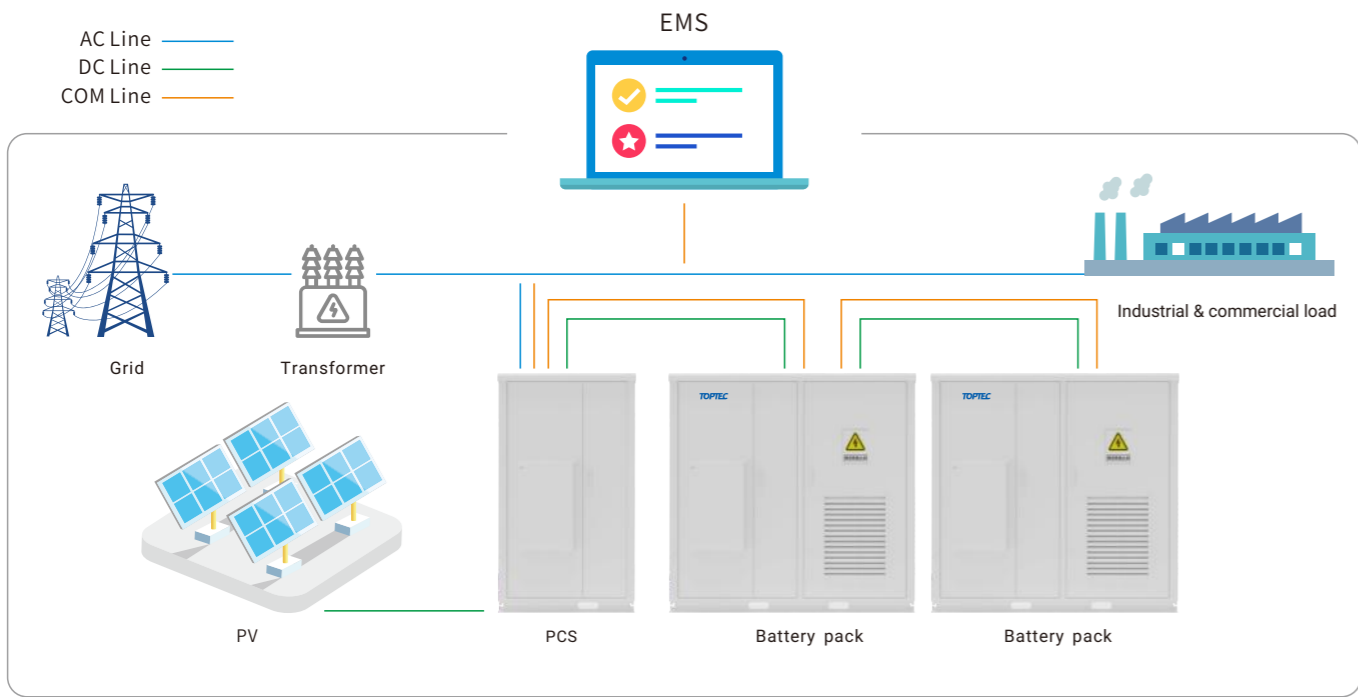 EMS
AC Line
DC Line
COM Line
Industrial & commercial load
Grid
Transformer
TOPTEC
TOPTEC
PV
PCS
Battery pack
Battery pack